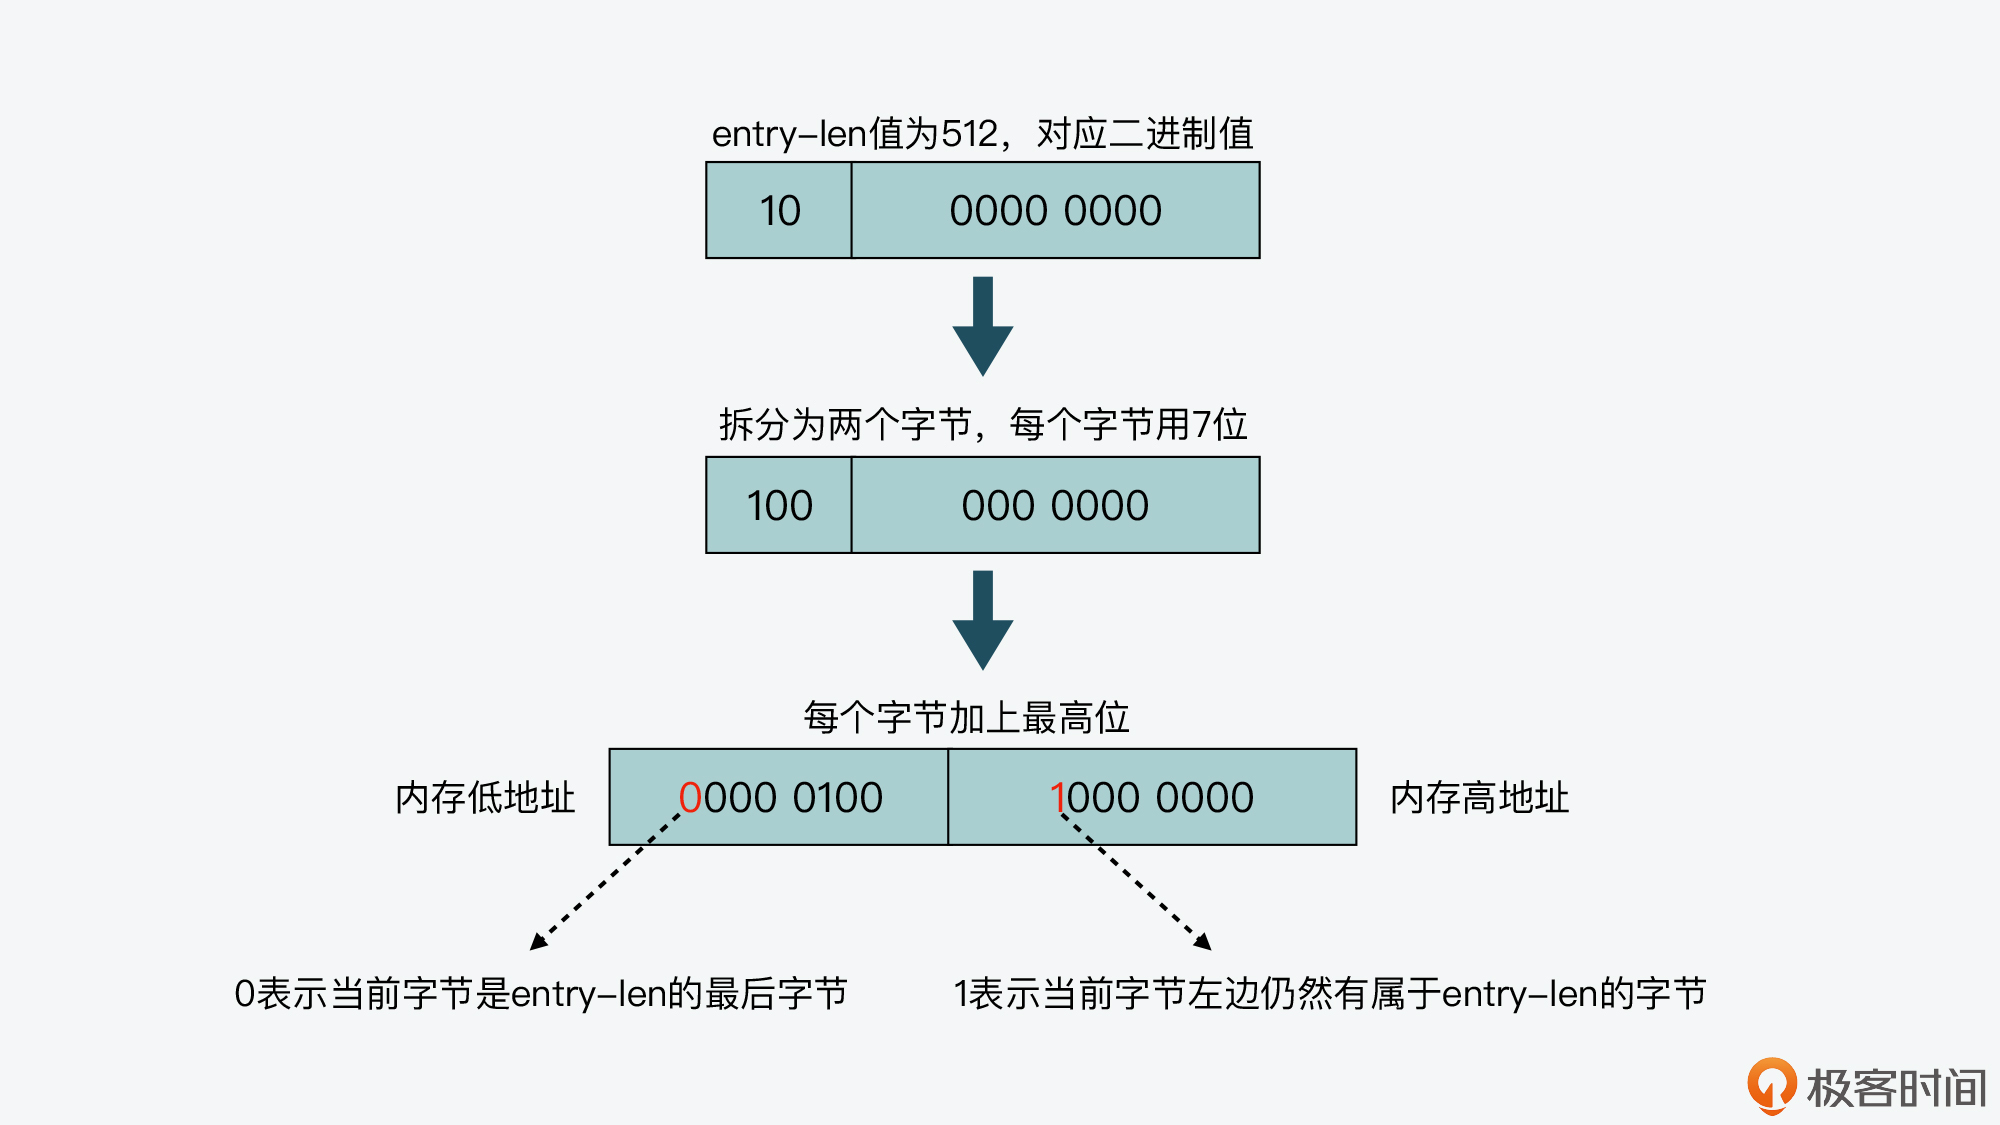 entry-len值为512，对应二进制值
10 0000 0000
拆分为两个字节，每个字节用7位
100 000 0000
每个字节加上最高位
内存低地址 0000 0100 1000 0000 内存高地址
0表示当前字节是entry-len的最后字节 1表示当前字节左边仍然有属于entry-len的字节
极客时间